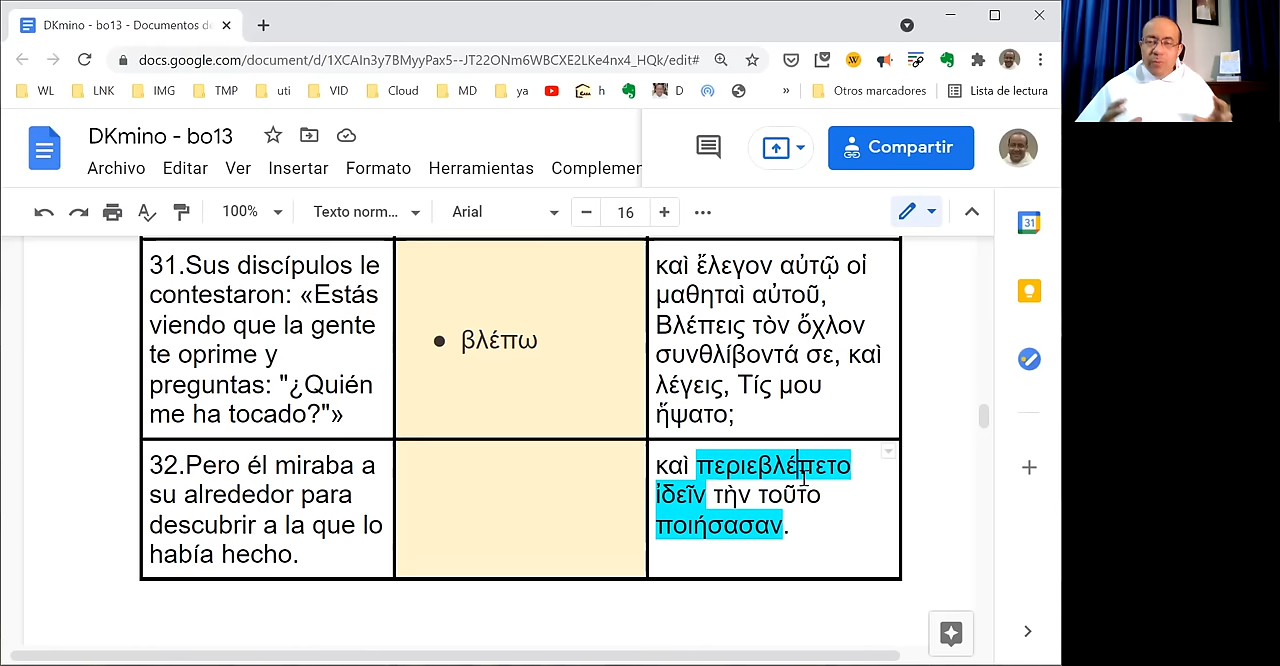 DKmino - bo13 - Documentos d
docs.google.com/document/d/1XCAIn3y7BMyyPax5--JT22ONm6WBCXE2LKe4nx4_HQk/edit#
WL LNK IMG TMP uti VID Cloud MD ya h D » Otros marcadores Lista de lectura
DKmino - bo13
Archivo Editar Ver Insertar Formato Herramientas Complemen
Compartir
100% Texto norm... Arial 16
31
31.Sus discípulos le
contestaron: «Estás
viendo que la gente
te oprime y
preguntas: "¿Quién
me ha tocado?"»
● βλέπω
καὶ ἔλεγον αὐτῷ οἱ
μαθηταὶ αὐτοῦ,
Βλέπεις τὸν ὄχλον
συνθλίβοντά σε, καὶ
λέγεις, Τίς μου
ἥψατο;
32.Pero él miraba a
su alrededor para
descubrir a la que lo
había hecho.
καὶ περιεβλέπετο
ἰδεῖν τὴν τοῦτο
ποιήσασαν.